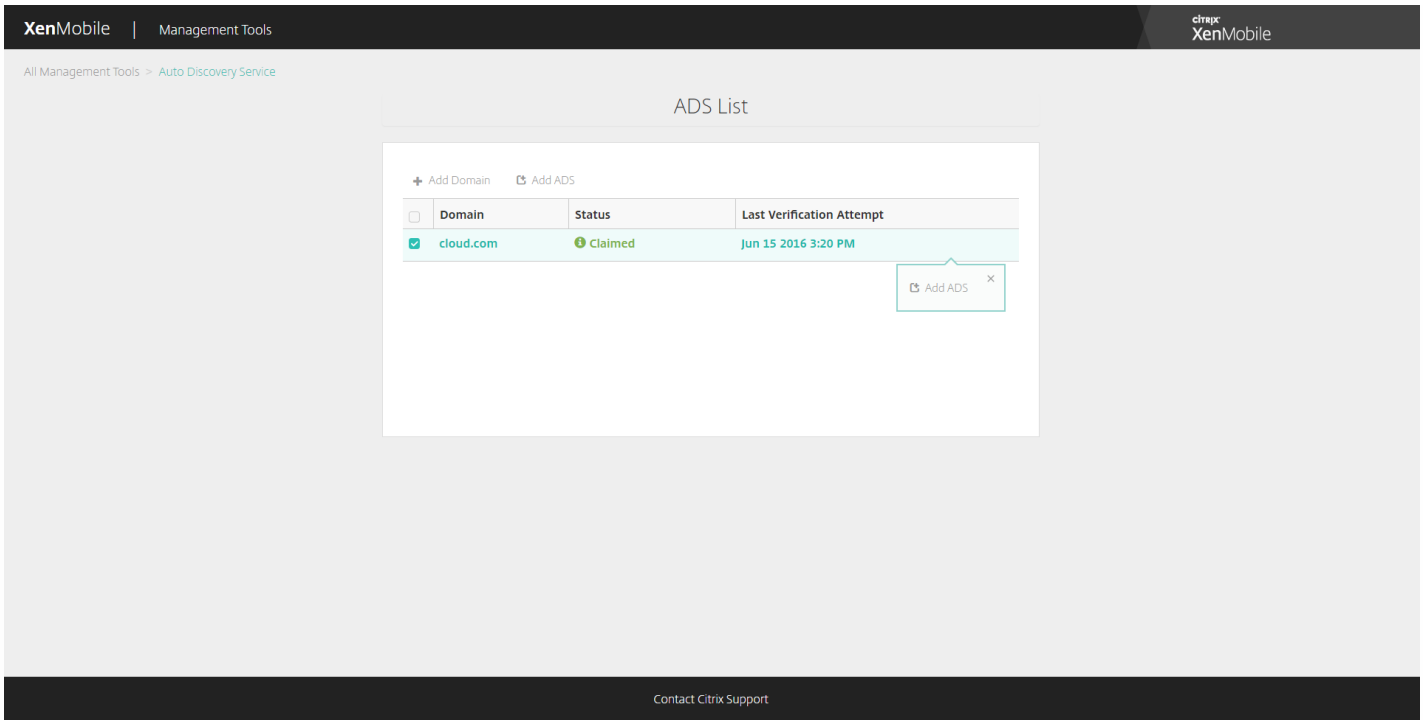 XenMobile | Management Tools
CITRIX
XenMobile
All Management Tools > Auto Discovery Service
ADS List
Add Domain Add ADS
Domain Status Last Verification Attempt
cloud.com Claimed Jun 15 2016 3:20 PM
Add ADS ×
Contact Citrix Support